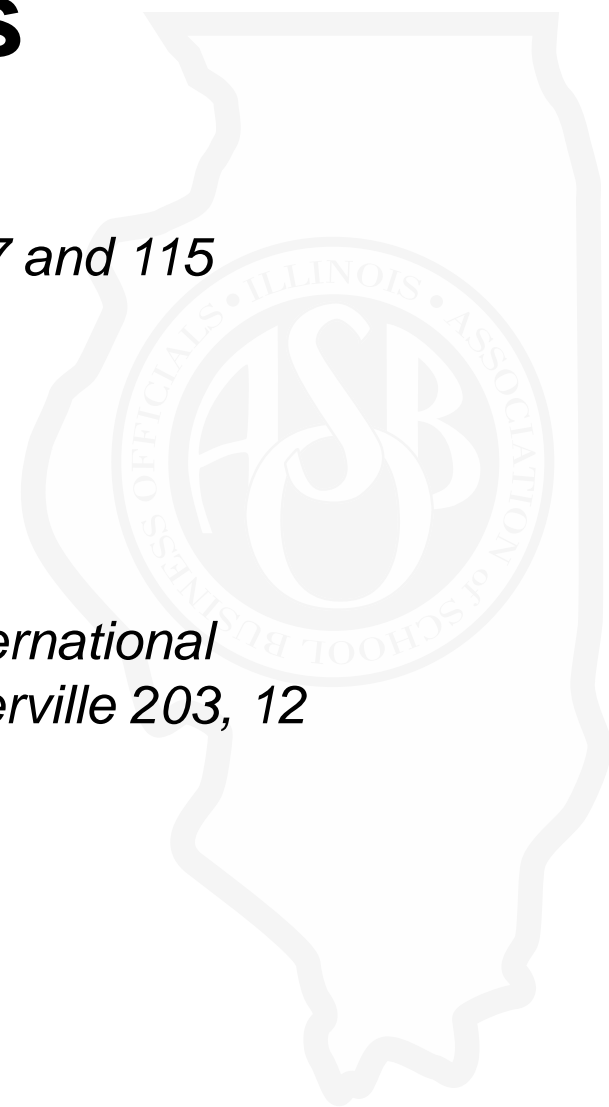 s
7 and 115
ILLINOIS • ASSOCIATION of SCHOOL BUSINESS OFFICIALS •
ASBO
ernational
erville 203, 12